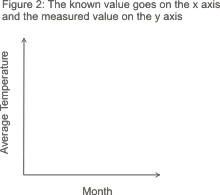 Figure 2: The known value goes on the x axis
and the measured value on the y axis
Average Temperature
Month